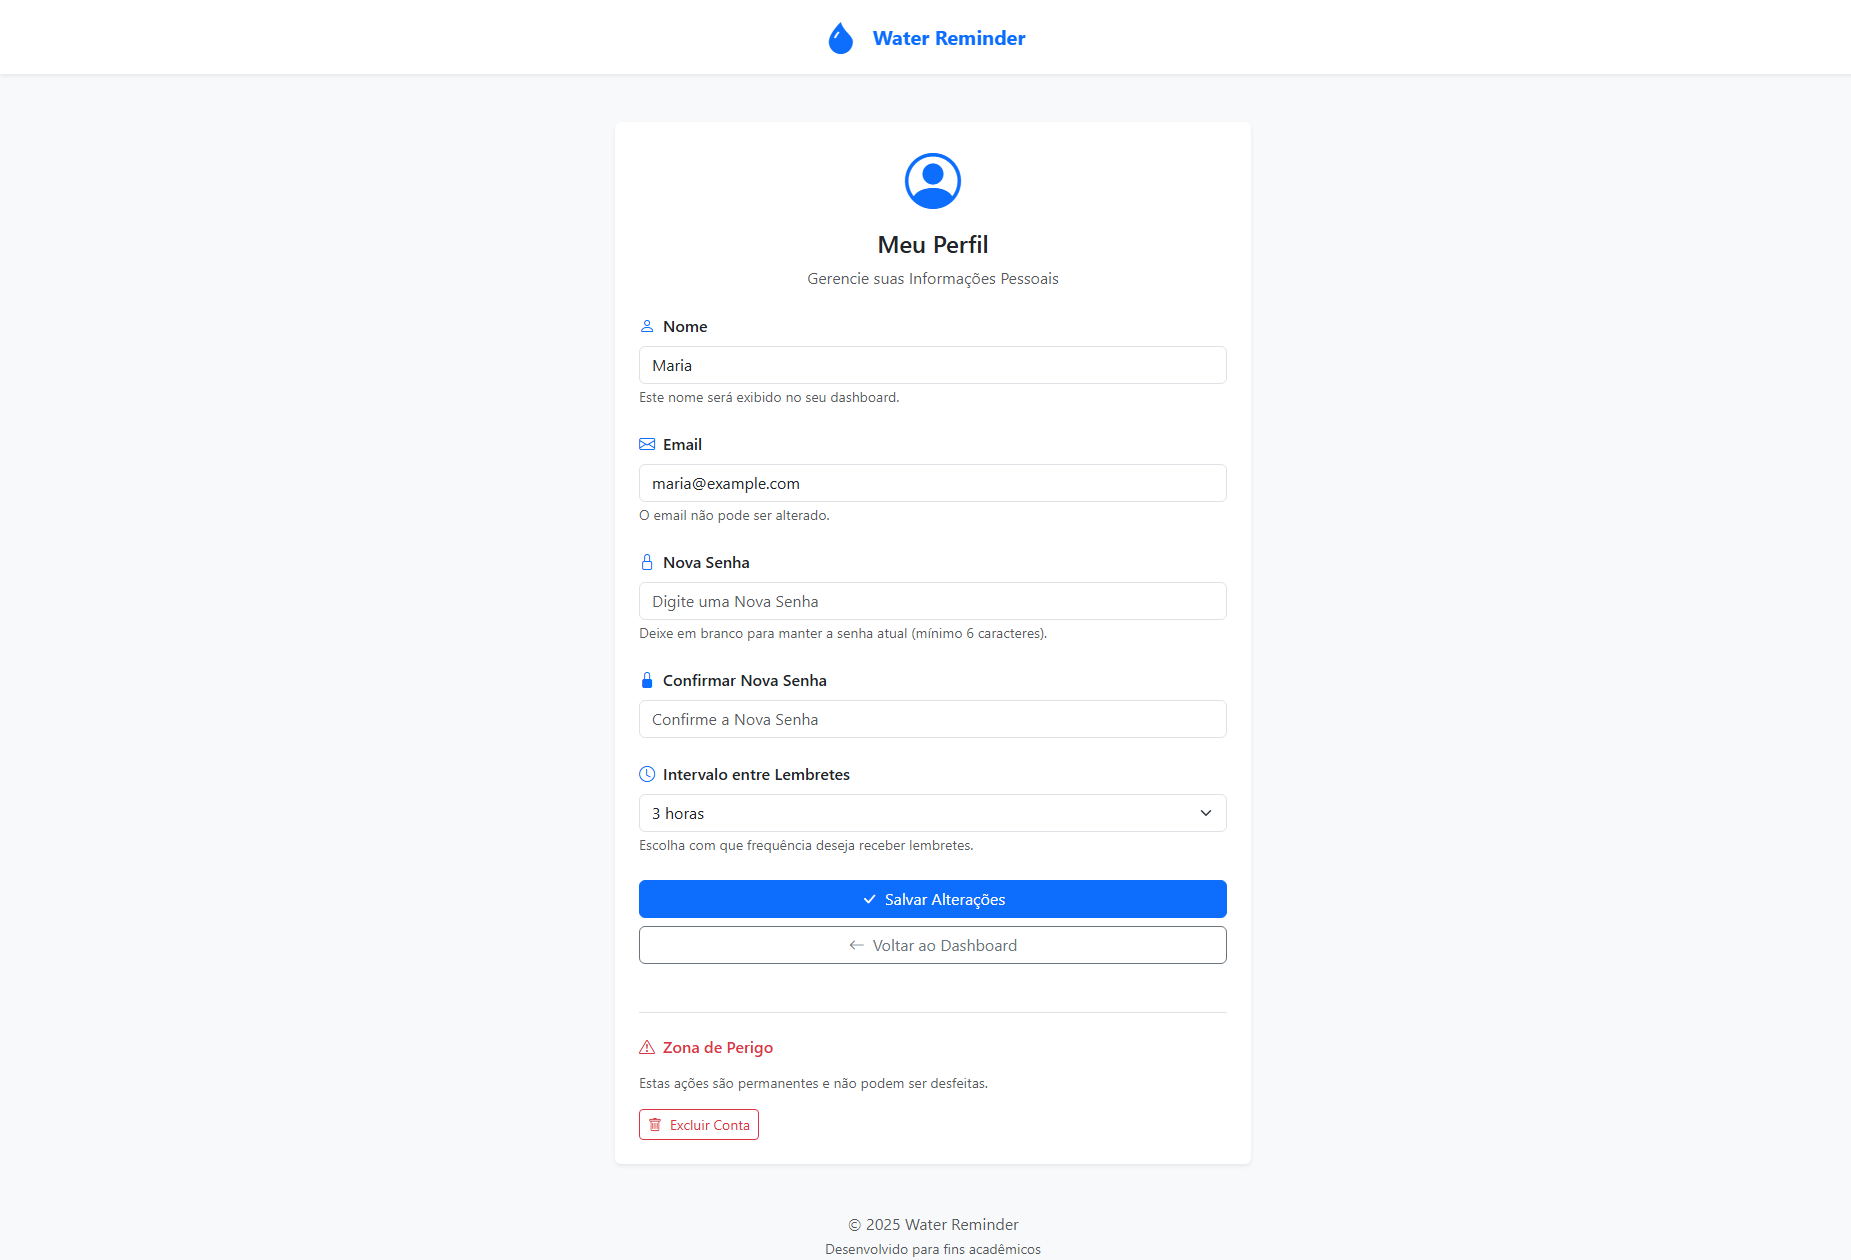 Water Reminder
Meu Perfil
Gerencie suas Informações Pessoais
Nome
Maria
Este nome será exibido no seu dashboard.
Email
maria@example.com
O email não pode ser alterado.
Nova Senha
Digite uma Nova Senha
Deixe em branco para manter a senha atual (mínimo 6 caracteres).
Confirmar Nova Senha
Confirme a Nova Senha
Intervalo entre Lembretes
3 horas
Escolha com que frequência deseja receber lembretes.
Salvar Alterações
Voltar ao Dashboard
Zona de Perigo
Estas ações são permanentes e não podem ser desfeitas.
Excluir Conta
© 2025 Water Reminder
Desenvolvido para fins acadêmicos